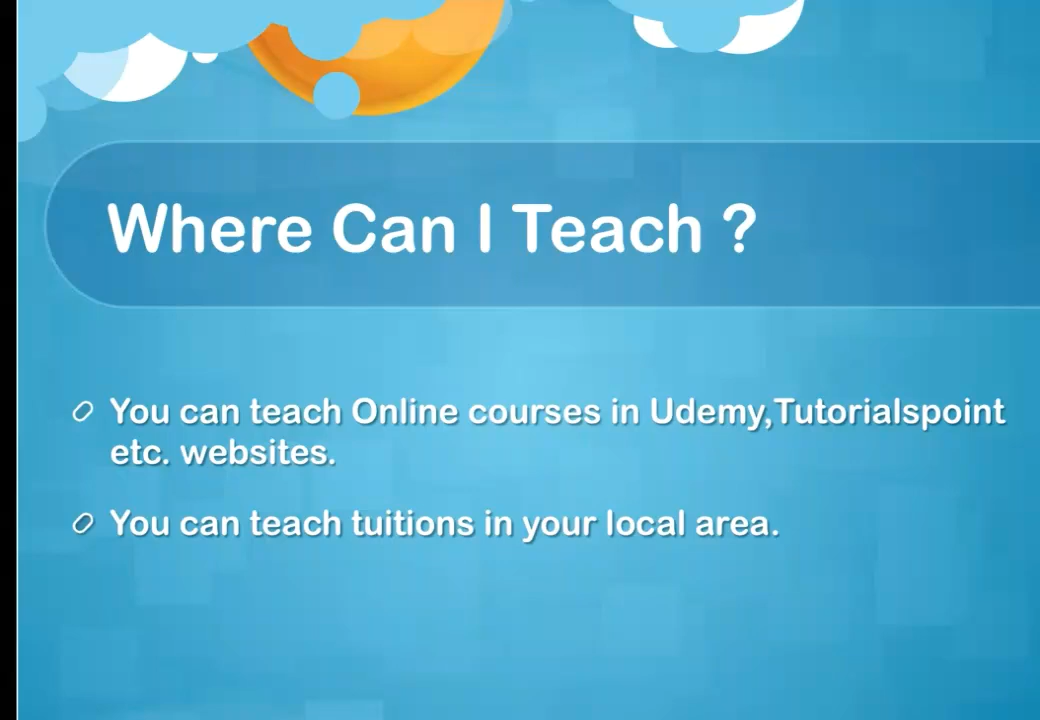 Where Can I Teach ?
You can teach Online courses in Udemy,Tutorialspoint
etc. websites.
You can teach tuitions in your local area.